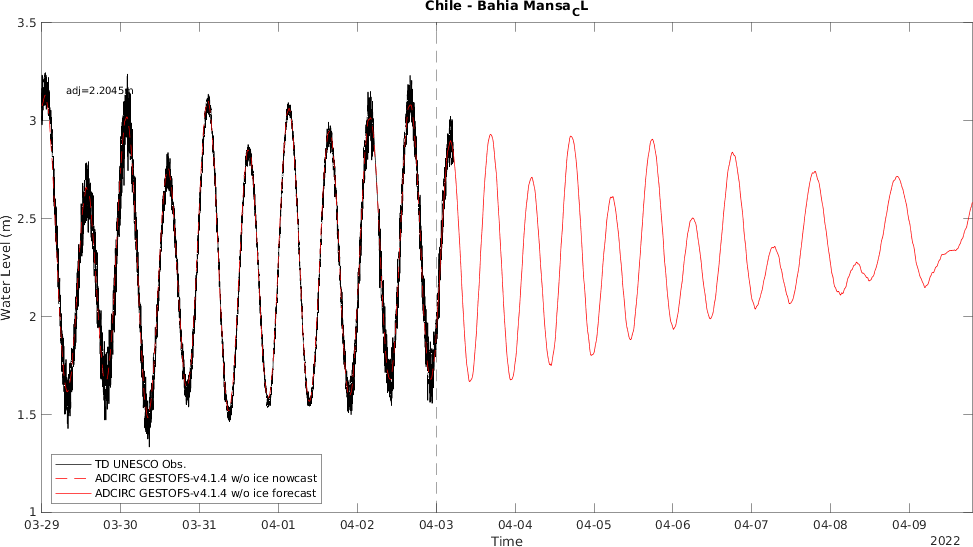 Chile - Bahia Mansa_CL
adj=2.2045m
3.5
3
2.5
2
1.5
1
Water Level (m)
TD UNESCO Obs.
ADCIRC GESTOFS-v4.1.4 w/o ice nowcast
ADCIRC GESTOFS-v4.1.4 w/o ice forecast
03-29 03-30 03-31 04-01 04-02 04-03 04-04 04-05 04-06 04-07 04-08 04-09
Time
2022